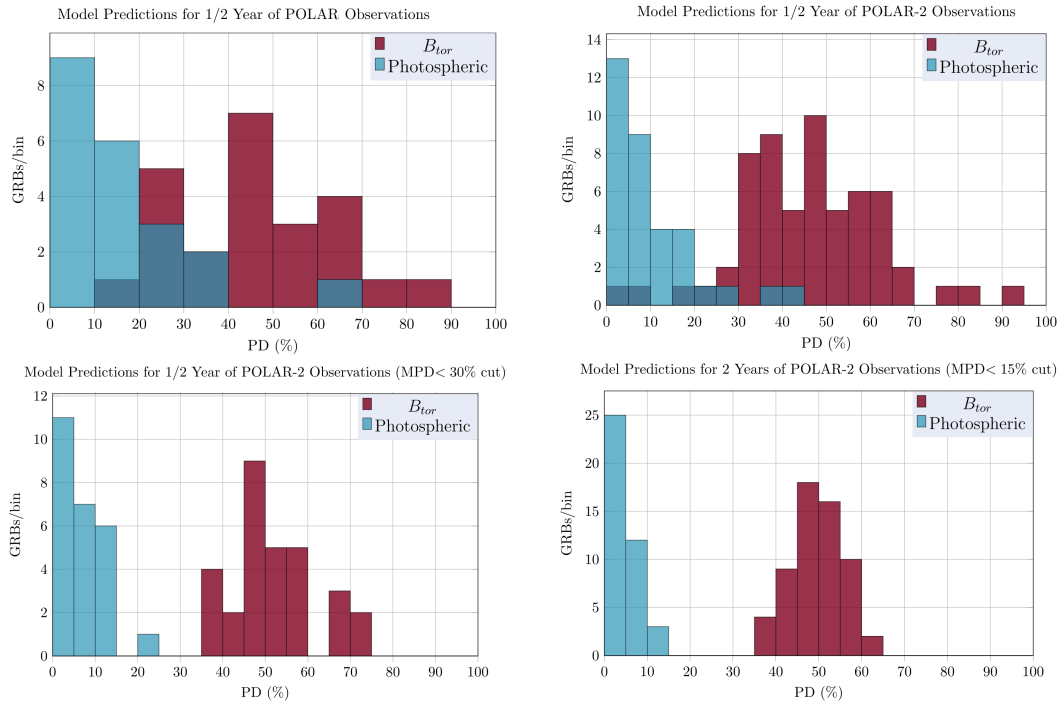 Model Predictions for 1/2 Year of POLAR Observations
B_tor
Photospheric
GRBs/bin
8
6
4
2
0
0 10 20 30 40 50 60 70 80 90 100
PD (%)
Model Predictions for 1/2 Year of POLAR-2 Observations
B_tor
Photospheric
GRBs/bin
14
12
10
8
6
4
2
0
0 10 20 30 40 50 60 70 80 90 100
PD (%)
Model Predictions for 1/2 Year of POLAR-2 Observations (MPD< 30% cut)
B_tor
Photospheric
GRBs/bin
12
10
8
6
4
2
0
0 10 20 30 40 50 60 70 80 90 100
PD (%)
Model Predictions for 2 Years of POLAR-2 Observations (MPD< 15% cut)
B_tor
Photospheric
GRBs/bin
25
20
15
10
5
0
0 10 20 30 40 50 60 70 80 90 100
PD (%)